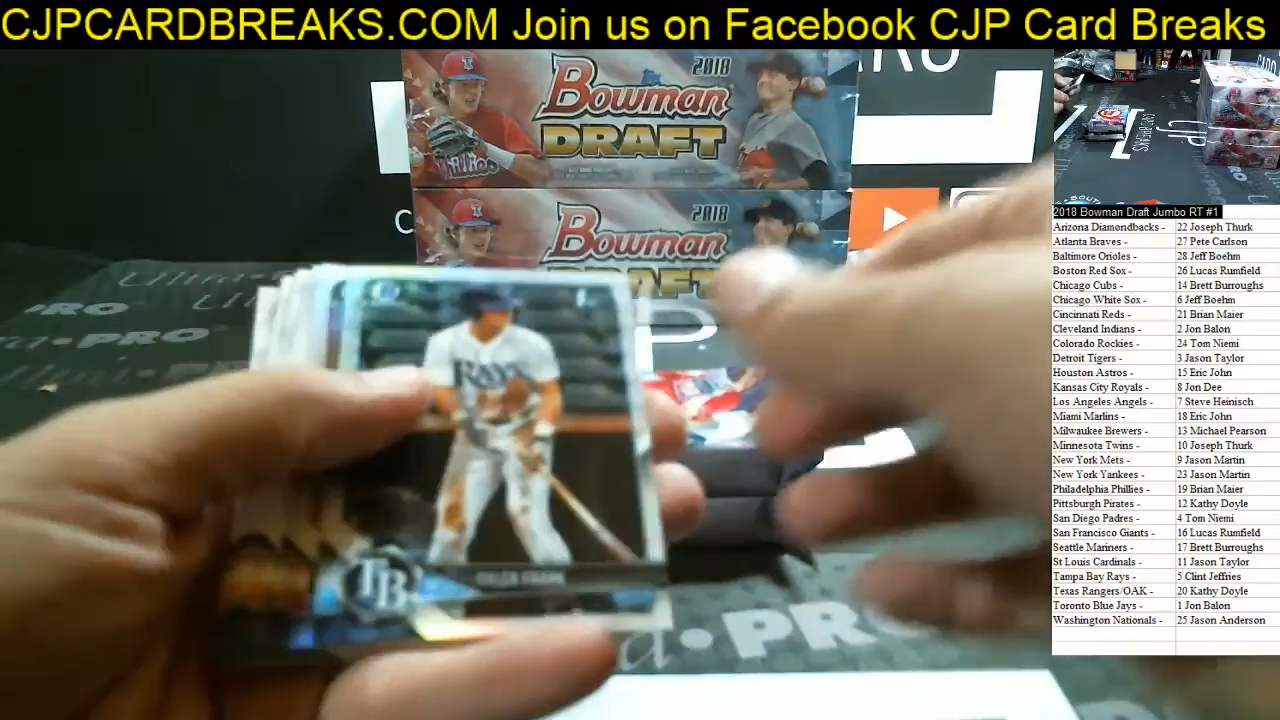 CJPCARDBREAKS.COM Join us on Facebook CJP Card Breaks
2018
Bowman
DRAFT
Phillies
2018
Bowman
RAYS
TB
PRO
2018 Bowman Draft Jumbo RT #1
Arizona Diamondbacks - 22 Joseph Thurk
Atlanta Braves - 27 Pete Carlson
Baltimore Orioles - 28 Jeff Boehm
Boston Red Sox - 26 Lucas Rumfield
Chicago Cubs - 14 Brett Burroughs
Chicago White Sox - 6 Jeff Boehm
Cincinnati Reds - 21 Brian Maier
Cleveland Indians - 2 Jon Balon
Colorado Rockies - 24 Tom Niemi
Detroit Tigers - 3 Jason Taylor
Houston Astros - 15 Eric John
Kansas City Royals - 8 Jon Dee
Los Angeles Angels - 7 Steve Heinisch
Miami Marlins - 18 Eric John
Milwaukee Brewers - 13 Michael Pearson
Minnesota Twins - 10 Joseph Thurk
New York Mets - 9 Jason Martin
New York Yankees - 23 Jason Martin
Philadelphia Phillies - 19 Brian Maier
Pittsburgh Pirates - 12 Kathy Doyle
San Diego Padres - 4 Tom Niemi
San Francisco Giants - 16 Lucas Rumfield
Seattle Mariners - 17 Brett Burroughs
St Louis Cardinals - 11 Jason Taylor
Tampa Bay Rays - 5 Clint Jeffries
Texas Rangers/OAK - 20 Kathy Doyle
Toronto Blue Jays - 1 Jon Balon
Washington Nationals - 25 Jason Anderson